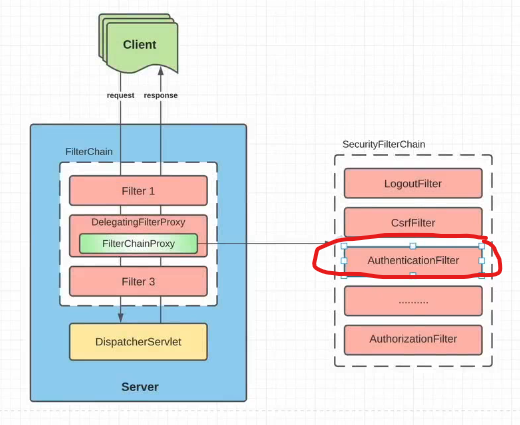 Client
request
response
FilterChain
Filter 1
DelegatingFilterProxy
FilterChainProxy
Filter 3
DispatcherServlet
Server
SecurityFilterChain
LogoutFilter
CsrfFilter
AuthenticationFilter
..........
AuthorizationFilter